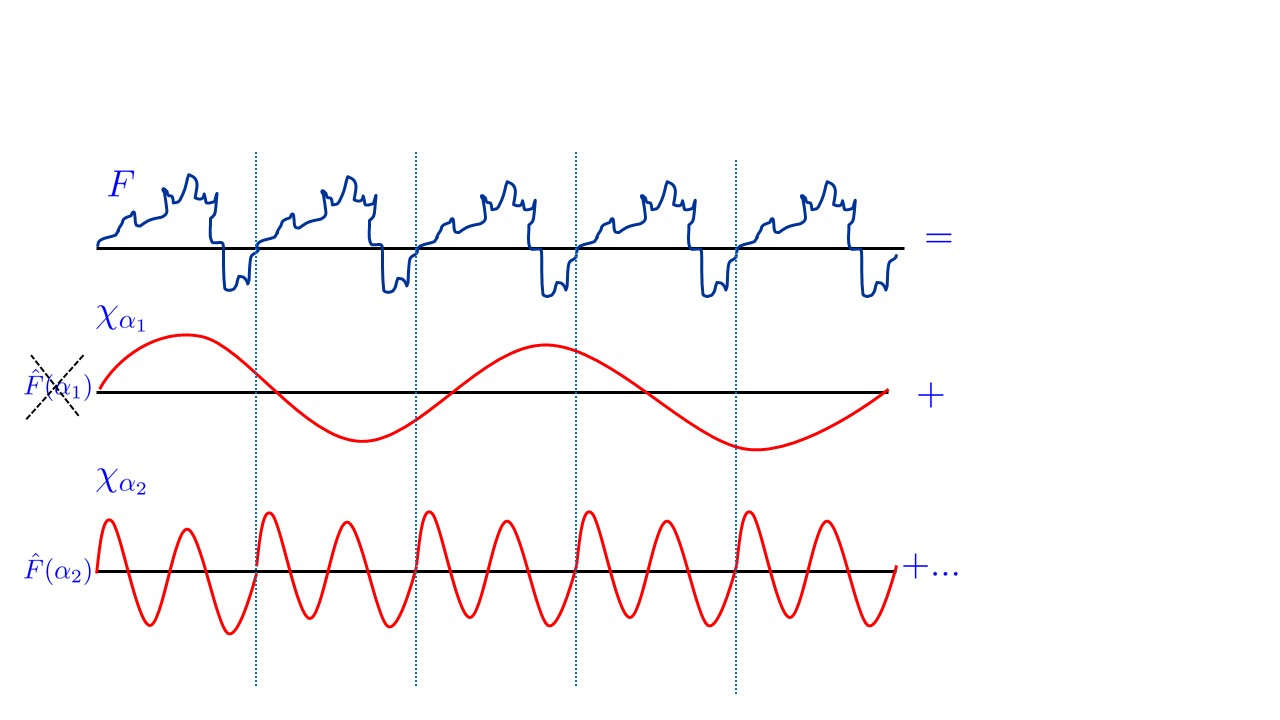 F
=
χα₁
F̂(α₁)
+
χα₂
F̂(α₂)
+...